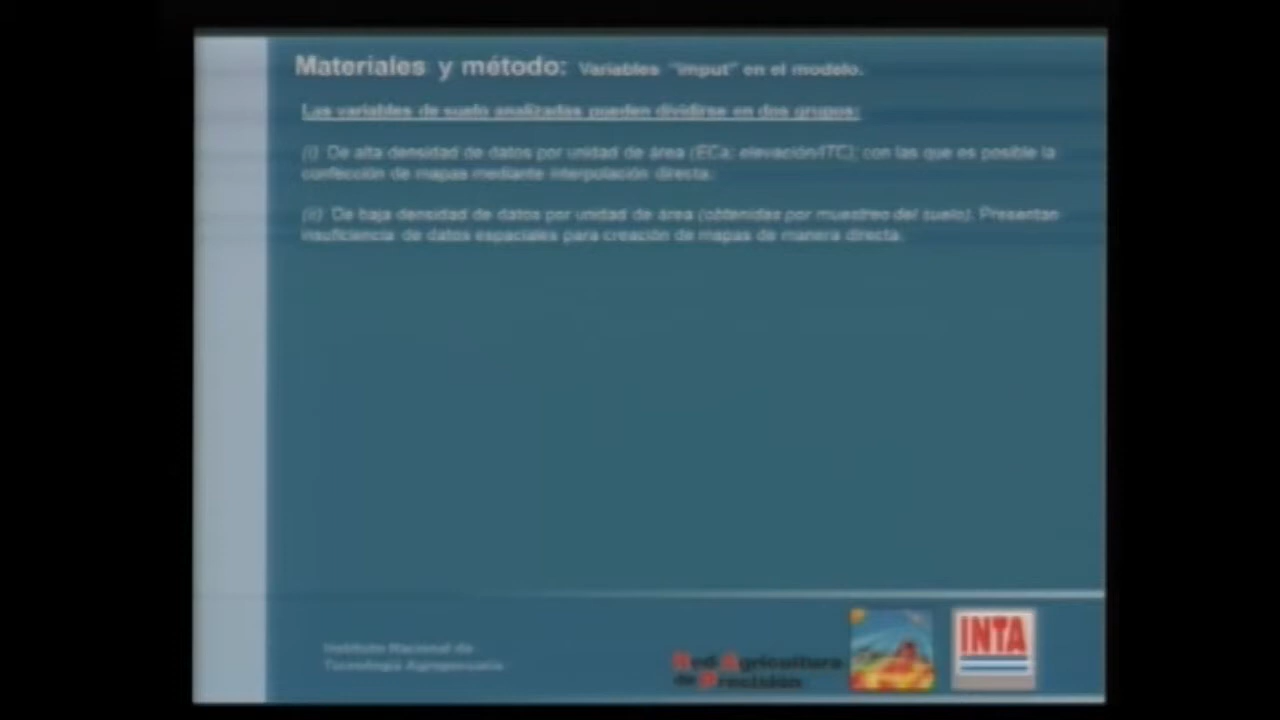 Materiales y método: Variables "imput" en el modelo.
Las variables de suelo analizadas pueden dividirse en dos grupos:
(i) De alta densidad de datos por unidad de área (ECa; elevación/ITC); con las que es posible la
confección de mapas mediante interpolación directa.
(ii) De baja densidad de datos por unidad de área (obtenidas por muestreo del suelo). Presentan
insuficiencia de datos espaciales para creación de mapas de manera directa.
Instituto Nacional de
Tecnología Agropecuaria
Red Agricultura
de Precisión
INTA